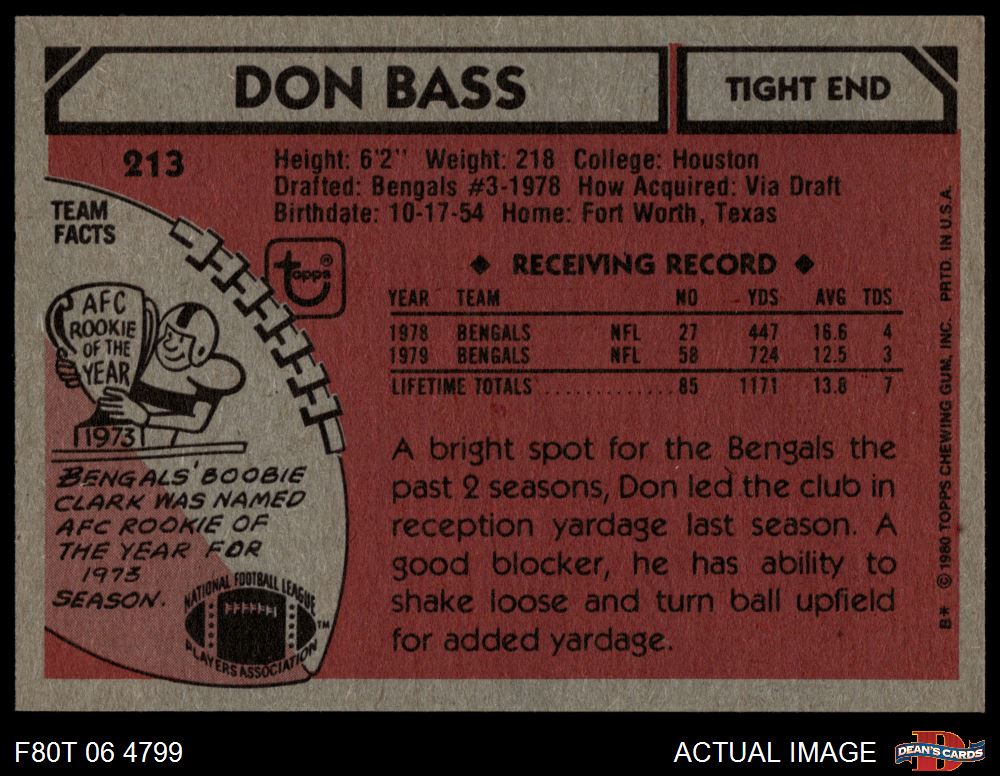 DON BASS
TIGHT END
213
Height: 6'2" Weight: 218 College: Houston
Drafted: Bengals #3-1978 How Acquired: Via Draft
Birthdate: 10-17-54 Home: Fort Worth, Texas
TEAM
FACTS
topps®
AFC
ROOKIE
OF THE
YEAR
1973
BENGALS' BOOBIE
CLARK WAS NAMED
AFC ROOKIE OF
THE YEAR FOR
1973
SEASON.
NATIONAL FOOTBALL LEAGUE
PLAYERS ASSOCIATION
TM
◆ RECEIVING RECORD ◆
YEAR TEAM NO YDS AVG TDS
1978 BENGALS NFL 27 447 16.6 4
1979 BENGALS NFL 58 724 12.5 3
LIFETIME TOTALS ............. 85 1171 13.8 7
A bright spot for the Bengals the
past 2 seasons, Don led the club in
reception yardage last season. A
good blocker, he has ability to
shake loose and turn ball upfield
for added yardage.
B* © 1980 TOPPS CHEWING GUM, INC. PRTD. IN U.S.A.
F80T 06 4799
ACTUAL IMAGE
DEAN'S CARDS